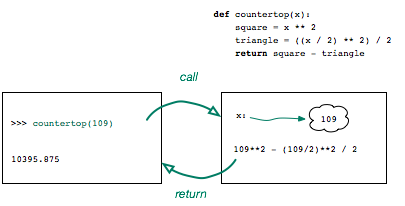 def countertop(x):
    square = x ** 2
    triangle = ((x / 2) ** 2) / 2
    return square - triangle
call
>>> countertop(109)
10395.875
x:
109
109**2 - (109/2)**2 / 2
return